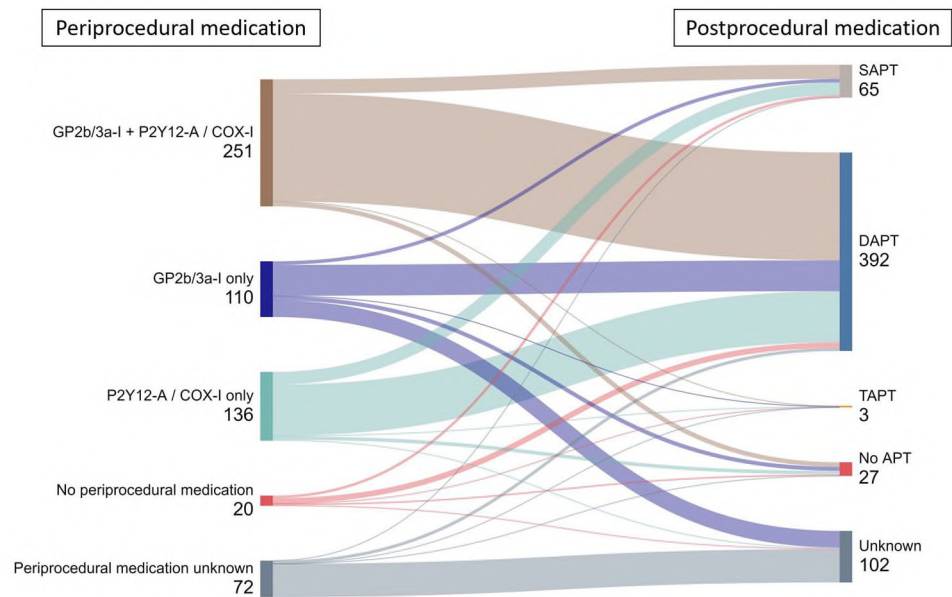 Periprocedural medication
Postprocedural medication
GP2b/3a-I + P2Y12-A / COX-I
251
GP2b/3a-I only
110
P2Y12-A / COX-I only
136
No periprocedural medication
20
Periprocedural medication unknown
72
SAPT
65
DAPT
392
TAPT
3
No APT
27
Unknown
102